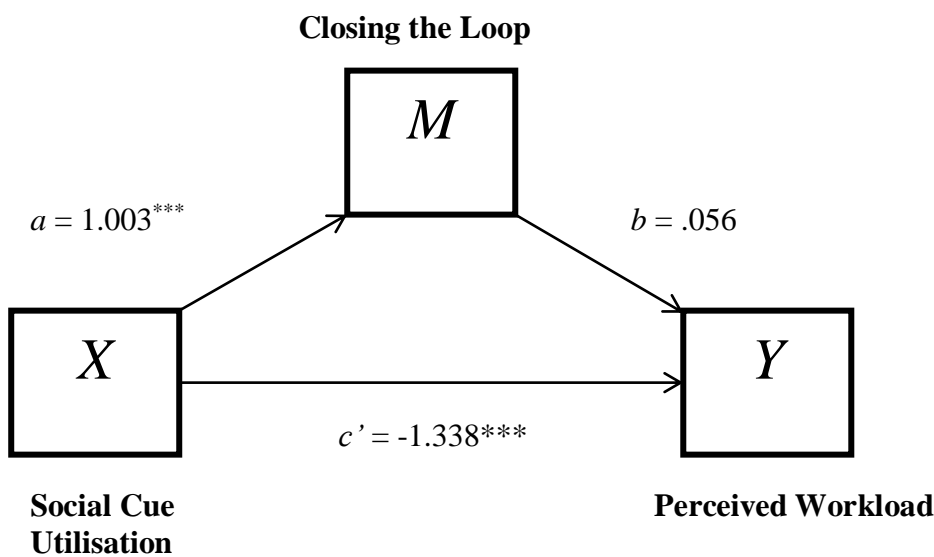 Closing the Loop
M
a = 1.003***
b = .056
X
Y
c’ = -1.338***
Social Cue
Utilisation
Perceived Workload